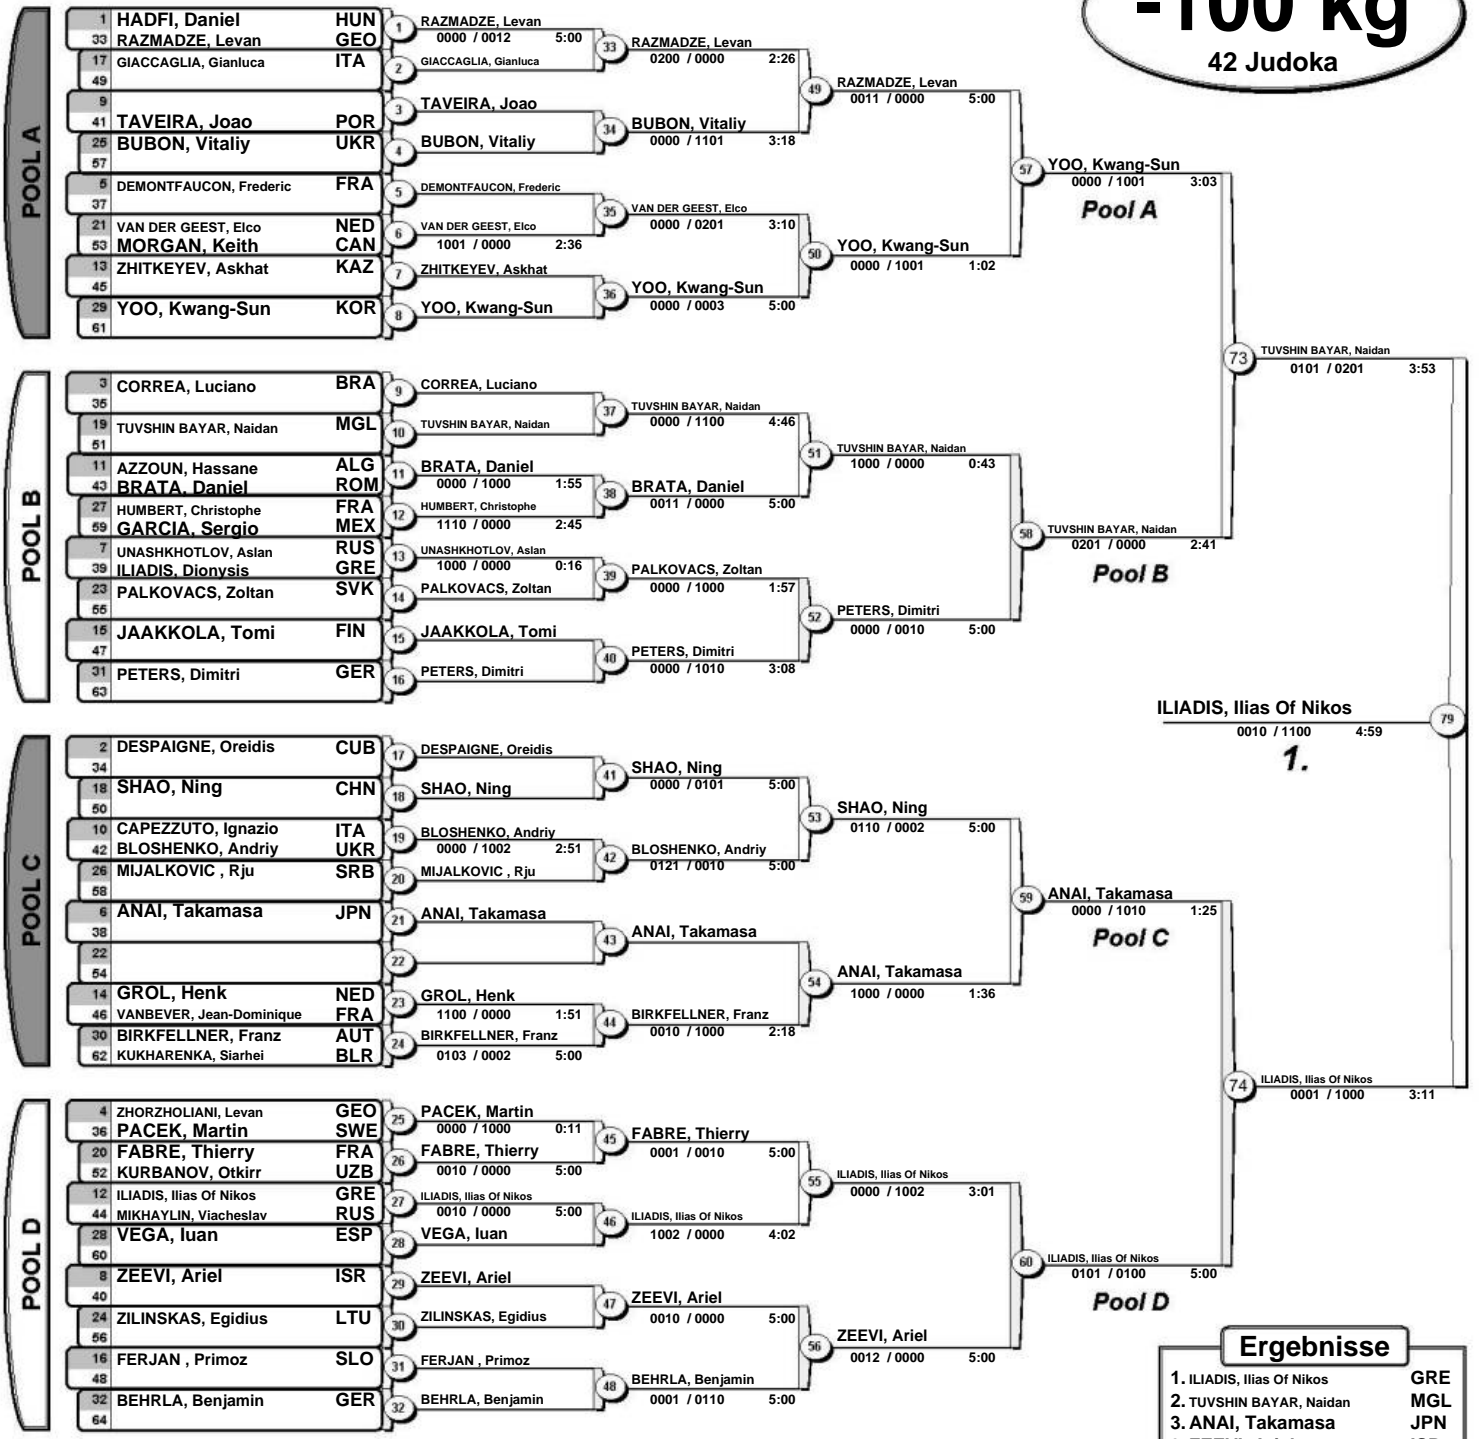 -100 kg
42 Judoka
POOL A
1 HADFI, Daniel HUN
33 RAZMADZE, Levan GEO
17 GIACCAGLIA, Gianluca ITA
49
9
41 TAVEIRA, Joao POR
25 BUBON, Vitaliy UKR
57
5 DEMONTFAUCON, Frederic FRA
37
21 VAN DER GEEST, Elco NED
53 MORGAN, Keith CAN
13 ZHITKEYEV, Askhat KAZ
45
29 YOO, Kwang-Sun KOR
61
1 RAZMADZE, Levan
0000 / 0012 5:00
2 GIACCAGLIA, Gianluca
3 TAVEIRA, Joao
4 BUBON, Vitaliy
5 DEMONTFAUCON, Frederic
6 VAN DER GEEST, Elco
1001 / 0000 2:36
7 ZHITKEYEV, Askhat
8 YOO, Kwang-Sun
33 RAZMADZE, Levan
0200 / 0000 2:26
34 BUBON, Vitaliy
0000 / 1101 3:18
35 VAN DER GEEST, Elco
0000 / 0201 3:10
36 YOO, Kwang-Sun
0000 / 0003 5:00
49 RAZMADZE, Levan
0011 / 0000 5:00
50 YOO, Kwang-Sun
0000 / 1001 1:02
57 YOO, Kwang-Sun
0000 / 1001 3:03
Pool A
POOL B
3 CORREA, Luciano BRA
35
19 TUVSHIN BAYAR, Naidan MGL
51
11 AZZOUN, Hassane ALG
43 BRATA, Daniel ROM
27 HUMBERT, Christophe FRA
59 GARCIA, Sergio MEX
7 UNASHKHOTLOV, Aslan RUS
39 ILIADIS, Dionysis GRE
23 PALKOVACS, Zoltan SVK
55
15 JAAKKOLA, Tomi FIN
47
31 PETERS, Dimitri GER
63
9 CORREA, Luciano
10 TUVSHIN BAYAR, Naidan
11 BRATA, Daniel
0000 / 1000 1:55
12 HUMBERT, Christophe
1110 / 0000 2:45
13 UNASHKHOTLOV, Aslan
1000 / 0000 0:16
14 PALKOVACS, Zoltan
15 JAAKKOLA, Tomi
16 PETERS, Dimitri
37 TUVSHIN BAYAR, Naidan
0000 / 1100 4:46
38 BRATA, Daniel
0011 / 0000 5:00
39 PALKOVACS, Zoltan
0000 / 1000 1:57
40 PETERS, Dimitri
0000 / 1010 3:08
51 TUVSHIN BAYAR, Naidan
1000 / 0000 0:43
52 PETERS, Dimitri
0000 / 0010 5:00
58 TUVSHIN BAYAR, Naidan
0201 / 0000 2:41
Pool B
73 TUVSHIN BAYAR, Naidan
0101 / 0201 3:53
ILIADIS, Ilias Of Nikos 79
0010 / 1100 4:59
1.
POOL C
2 DESPAIGNE, Oreidis CUB
34
18 SHAO, Ning CHN
50
10 CAPEZZUTO, Ignazio ITA
42 BLOSHENKO, Andriy UKR
26 MIJALKOVIC , Rju SRB
58
6 ANAI, Takamasa JPN
38
22
54
14 GROL, Henk NED
46 VANBEVER, Jean-Dominique FRA
30 BIRKFELLNER, Franz AUT
62 KUKHARENKA, Siarhei BLR
17 DESPAIGNE, Oreidis
18 SHAO, Ning
19 BLOSHENKO, Andriy
0000 / 1002 2:51
20 MIJALKOVIC , Rju
21 ANAI, Takamasa
22
23 GROL, Henk
1100 / 0000 1:51
24 BIRKFELLNER, Franz
0103 / 0002 5:00
41 SHAO, Ning
0000 / 0101 5:00
42 BLOSHENKO, Andriy
0121 / 0010 5:00
43 ANAI, Takamasa
44 BIRKFELLNER, Franz
0010 / 1000 2:18
53 SHAO, Ning
0110 / 0002 5:00
54 ANAI, Takamasa
1000 / 0000 1:36
59 ANAI, Takamasa
0000 / 1010 1:25
Pool C
74 ILIADIS, Ilias Of Nikos
0001 / 1000 3:11
POOL D
4 ZHORZHOLIANI, Levan GEO
36 PACEK, Martin SWE
20 FABRE, Thierry FRA
52 KURBANOV, Otkirr UZB
12 ILIADIS, Ilias Of Nikos GRE
44 MIKHAYLIN, Viacheslav RUS
28 VEGA, Iuan ESP
60
8 ZEEVI, Ariel ISR
40
24 ZILINSKAS, Egidius LTU
56
16 FERJAN , Primoz SLO
48
32 BEHRLA, Benjamin GER
64
25 PACEK, Martin
0000 / 1000 0:11
26 FABRE, Thierry
0010 / 0000 5:00
27 ILIADIS, Ilias Of Nikos
0010 / 0000 5:00
28 VEGA, Iuan
29 ZEEVI, Ariel
30 ZILINSKAS, Egidius
31 FERJAN , Primoz
32 BEHRLA, Benjamin
45 FABRE, Thierry
0001 / 0010 5:00
46 ILIADIS, Ilias Of Nikos
1002 / 0000 4:02
47 ZEEVI, Ariel
0010 / 0000 5:00
48 BEHRLA, Benjamin
0001 / 0110 5:00
55 ILIADIS, Ilias Of Nikos
0000 / 1002 3:01
56 ZEEVI, Ariel
0012 / 0000 5:00
60 ILIADIS, Ilias Of Nikos
0101 / 0100 5:00
Pool D
Ergebnisse
1. ILIADIS, Ilias Of Nikos GRE
2. TUVSHIN BAYAR, Naidan MGL
3. ANAI, Takamasa JPN